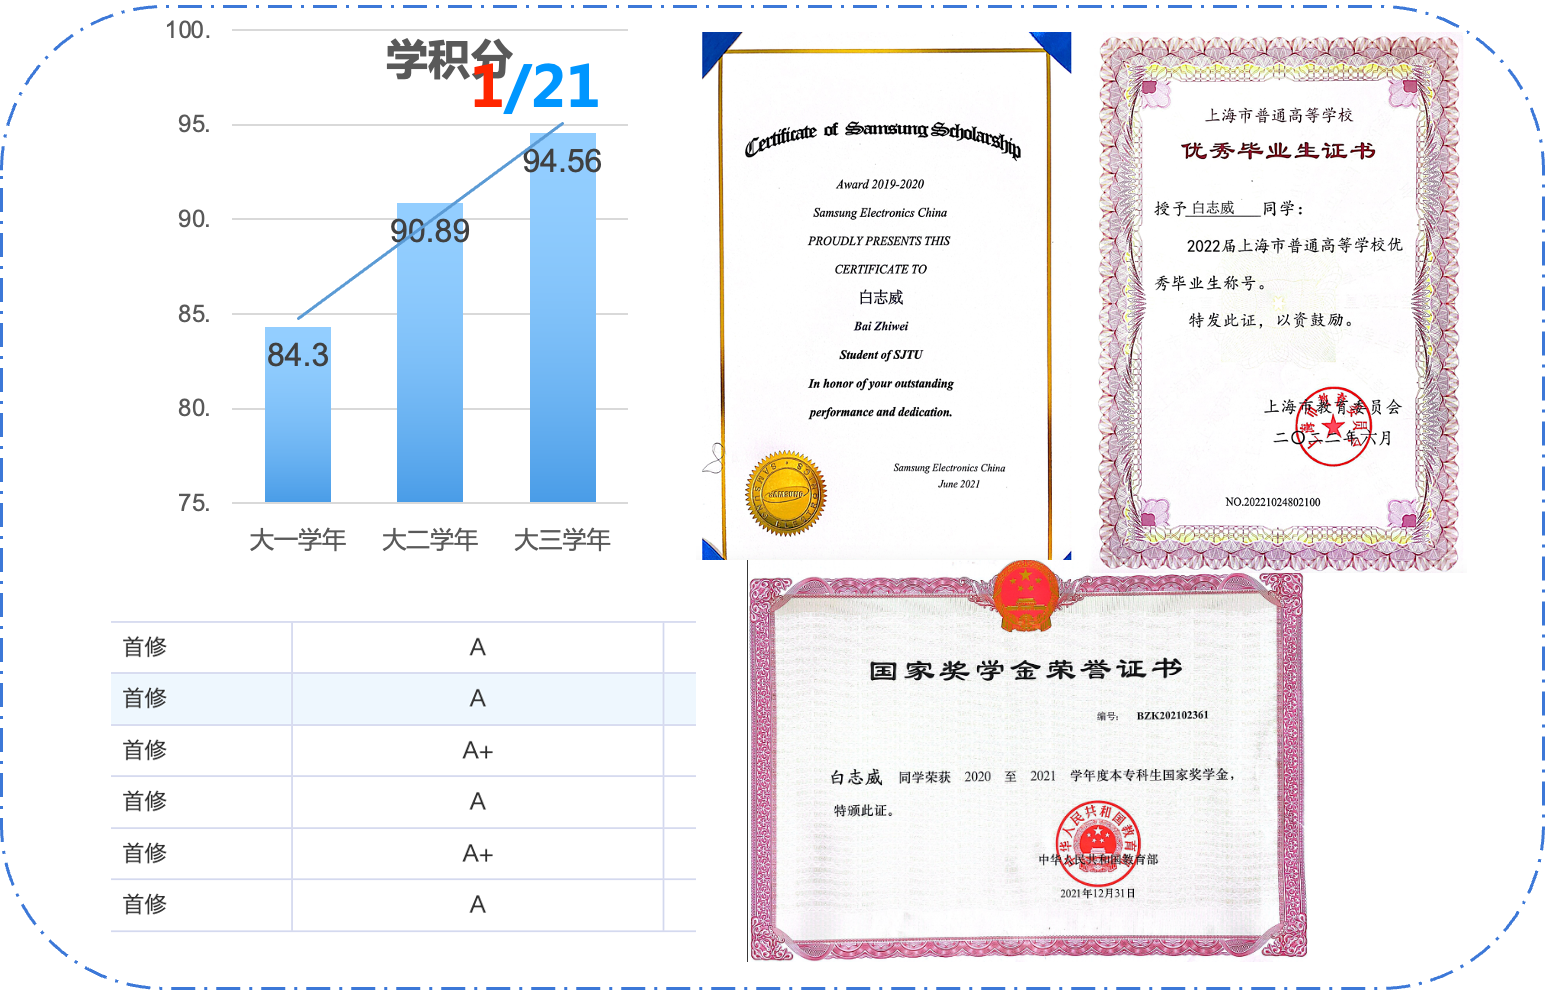 学积分
1/21
100.
95.
90.
85.
80.
75.
84.3
90.89
94.56
大一学年 大二学年 大三学年
首修 A
首修 A
首修 A+
首修 A
首修 A+
首修 A
Certificate of Samsung Scholarship
Award 2019-2020
Samsung Electronics China
PROUDLY PRESENTS THIS
CERTIFICATE TO
白志威
Bai Zhiwei
Student of SJTU
In honor of your outstanding
performance and dedication.
Samsung Electronics China
June 2021
SAMSUNG
上海市普通高等学校
优秀毕业生证书
授予白志威同学：
2022届上海市普通高等学校优
秀毕业生称号。
特发此证，以资鼓励。
上海市教育委员会
二〇二二年六月
NO.20221024802100
国家奖学金荣誉证书
编号： BZK202102361
白志威 同学荣获 2020 至 2021 学年度本专科生国家奖学金，
特颁此证。
中华人民共和国教育部
2021年12月31日